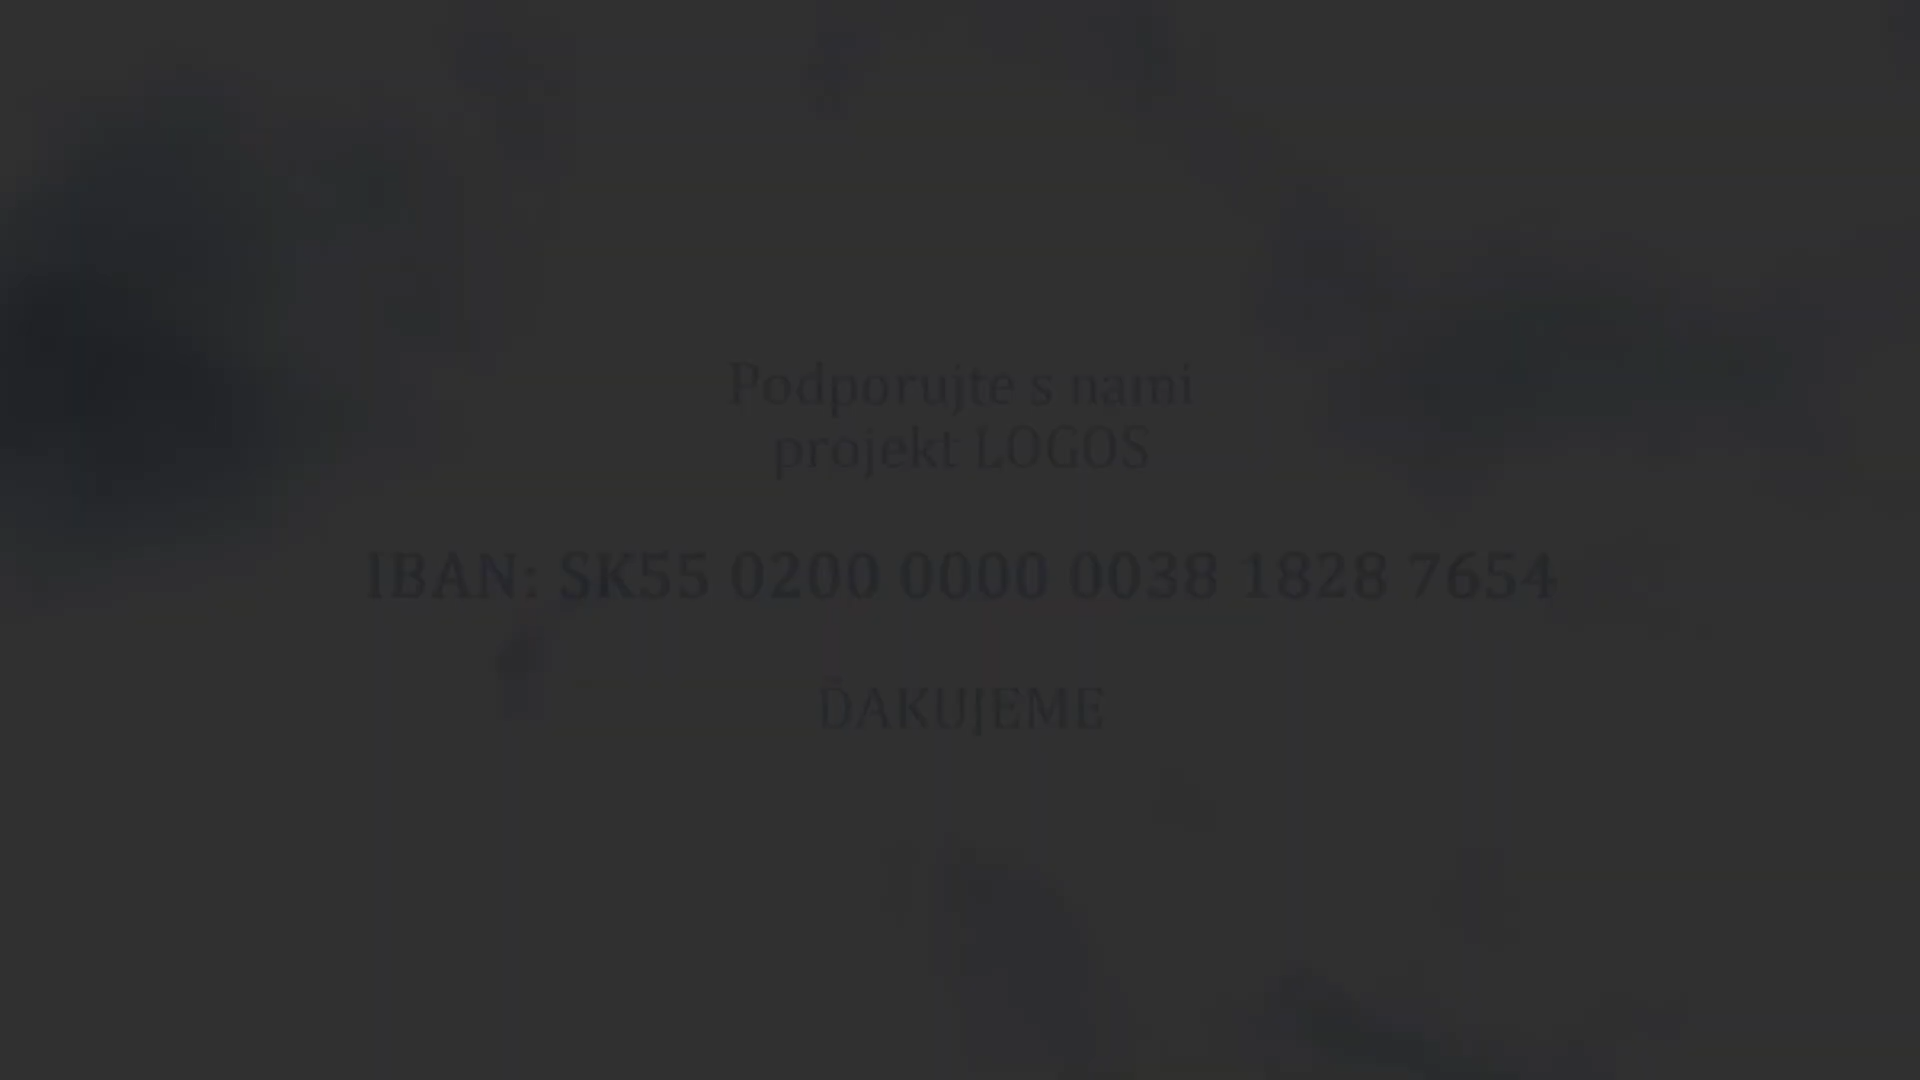 Podporujte s nami
projekt LOGOS
IBAN: SK55 0200 0000 0038 1828 7654
ĎAKUJEME